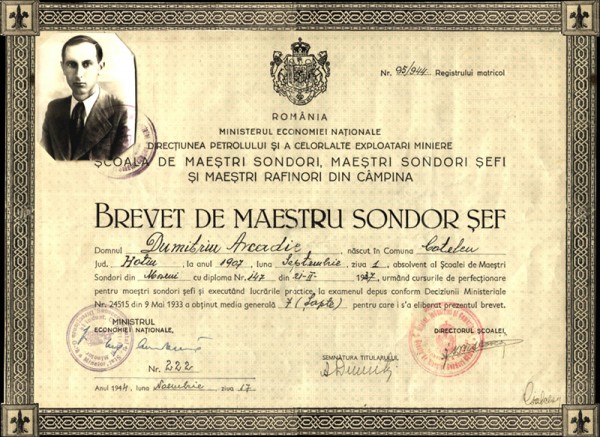 Nr. 95/944 Registrului matricol
ROMÂNIA
MINISTERUL ECONOMIEI NAȚIONALE
DIRECȚIUNEA PETROLULUI ȘI A CELORLALTE EXPLOATARI MINIERE
ȘCOALA DE MAEȘTRI SONDORI, MAEȘTRI SONDORI ȘEFI
ȘI MAEȘTRI RAFINORI DIN CÂMPINA
BREVET DE MAESTRU SONDOR ȘEF
Domnul Dumitriu Arcadie, născut în Comuna Coteleu
Jud. Hotin, la anul 1907, luna Septembrie, ziua 1, absolvent al Școalei de Maeștri
Sondori din Moreni cu diploma Nr. 147 din 21-II- 1937, urmând cursurile de perfecționare
pentru maeștri sondori șefi și executând lucrările practice, la examenul depus conform Deciziunii Ministeriale
Nr. 24515 din 9 Mai 1933 a obținut media generală 7 (Șapte) pentru care i s'a eliberat prezentul brevet.
MINISTRUL
ECONOMIEI NAȚIONALE,
DIRECTORUL ȘCOALEI,
SEMNĂTURA TITULARULUI
Nr. 222
Anul 1944 luna Noembrie ziua 17